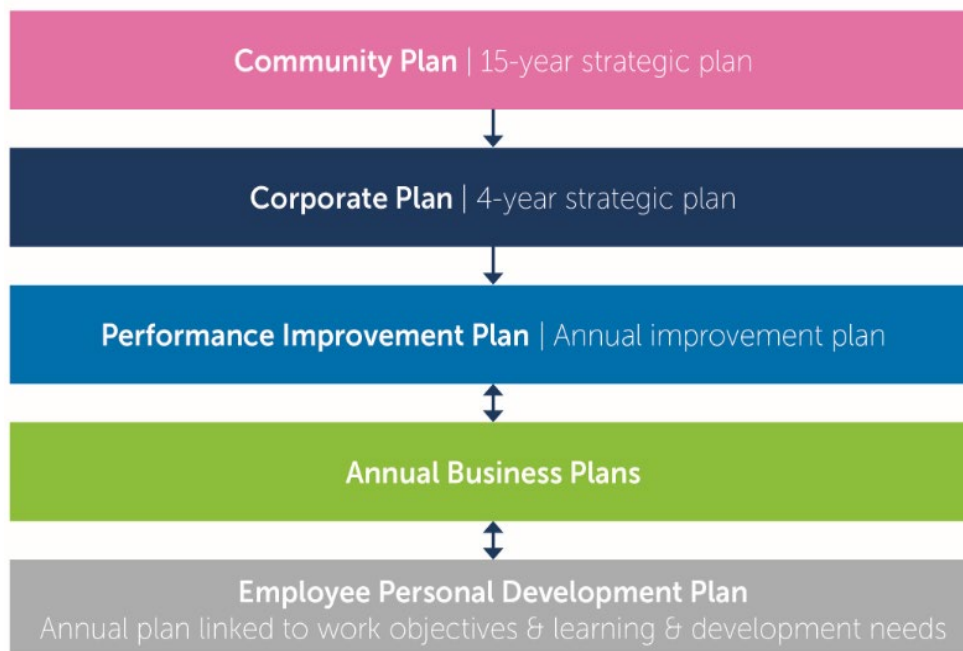 Community Plan | 15-year strategic plan
Corporate Plan | 4-year strategic plan
Performance Improvement Plan | Annual improvement plan
Annual Business Plans
Employee Personal Development Plan
Annual plan linked to work objectives & learning & development needs